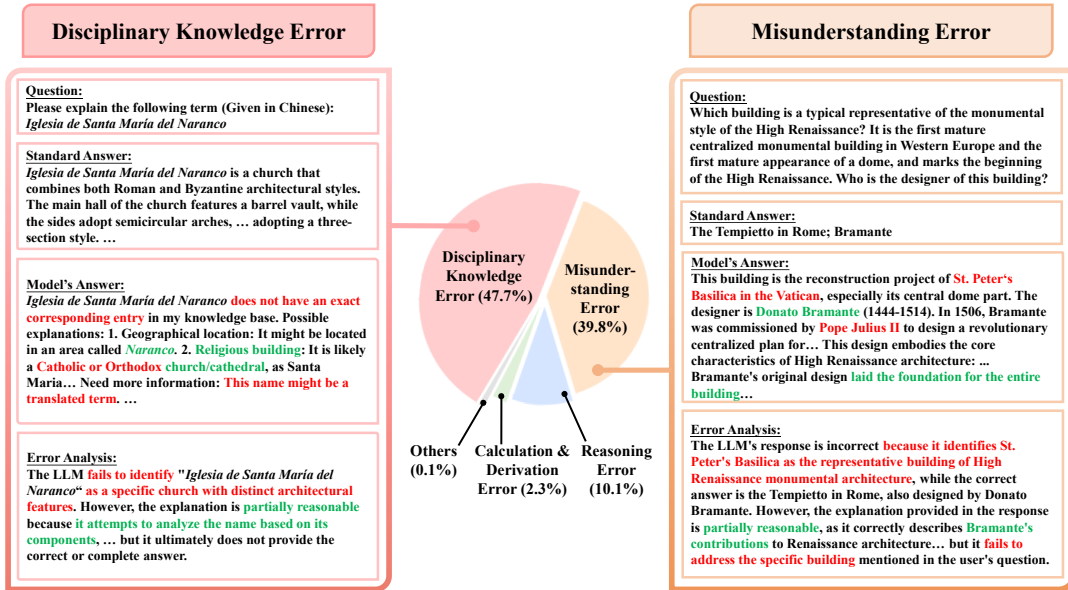 Disciplinary Knowledge Error
Question:
Please explain the following term (Given in Chinese):
Iglesia de Santa María del Naranco
Standard Answer:
Iglesia de Santa María del Naranco is a church that
combines both Roman and Byzantine architectural styles.
The main hall of the church features a barrel vault, while
the sides adopt semicircular arches, … adopting a three-
section style. …
Model's Answer:
Iglesia de Santa María del Naranco does not have an exact
corresponding entry in my knowledge base. Possible
explanations: 1. Geographical location: It might be located
in an area called Naranco. 2. Religious building: It is likely
a Catholic or Orthodox church/cathedral, as Santa
Maria… Need more information: This name might be a
translated term. …
Error Analysis:
The LLM fails to identify "Iglesia de Santa María del
Naranco“ as a specific church with distinct architectural
features. However, the explanation is partially reasonable
because it attempts to analyze the name based on its
components, … but it ultimately does not provide the
correct or complete answer.
Disciplinary
Knowledge
Error (47.7%)
Misunder-
standing
Error
(39.8%)
Others
(0.1%)
Calculation &
Derivation
Error (2.3%)
Reasoning
Error
(10.1%)
Misunderstanding Error
Question:
Which building is a typical representative of the monumental
style of the High Renaissance? It is the first mature
centralized monumental building in Western Europe and the
first mature appearance of a dome, and marks the beginning
of the High Renaissance. Who is the designer of this building?
Standard Answer:
The Tempietto in Rome; Bramante
Model's Answer:
This building is the reconstruction project of St. Peter‘s
Basilica in the Vatican, especially its central dome part. The
designer is Donato Bramante (1444-1514). In 1506, Bramante
was commissioned by Pope Julius II to design a revolutionary
centralized plan for… This design embodies the core
characteristics of High Renaissance architecture: ...
Bramante's original design laid the foundation for the entire
building…
Error Analysis:
The LLM's response is incorrect because it identifies St.
Peter's Basilica as the representative building of High
Renaissance monumental architecture, while the correct
answer is the Tempietto in Rome, also designed by Donato
Bramante. However, the explanation provided in the response
is partially reasonable, as it correctly describes Bramante's
contributions to Renaissance architecture… but it fails to
address the specific building mentioned in the user's question.